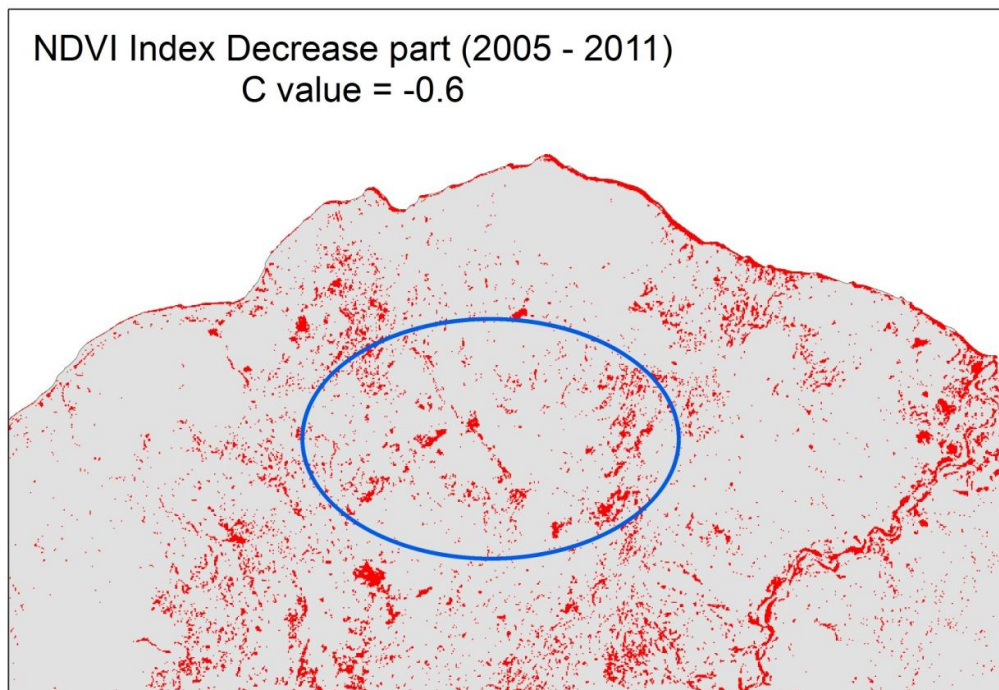 NDVI Index Decrease part (2005 - 2011)
C value = -0.6